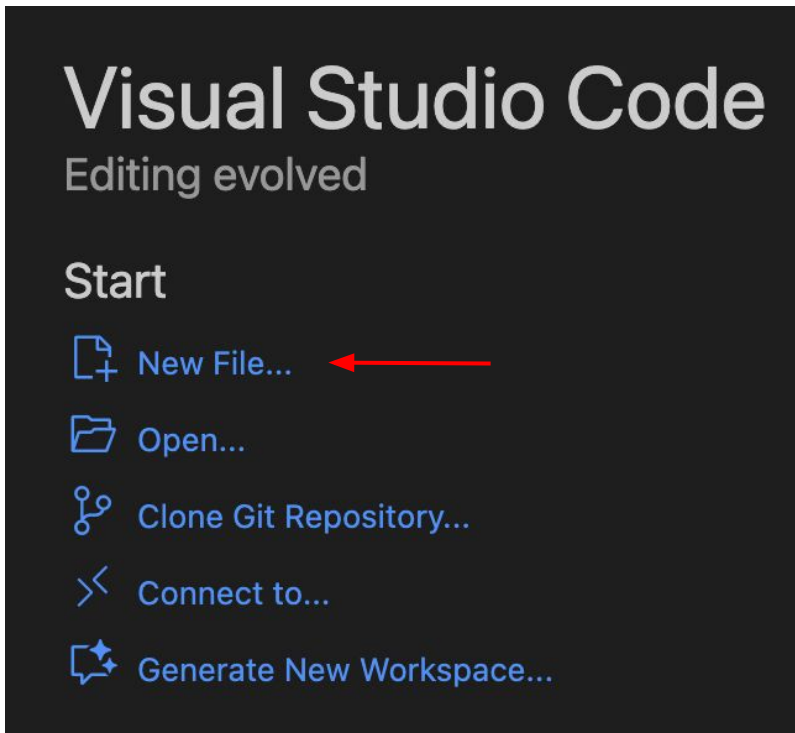 Visual Studio Code
Editing evolved
Start
New File...
Open...
Clone Git Repository...
Connect to...
Generate New Workspace...